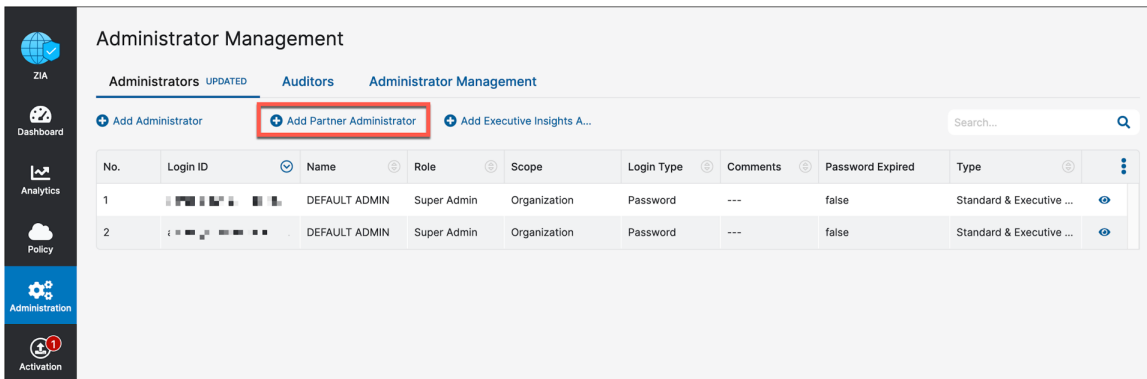 Administrator Management
ZIA
Administrators UPDATED Auditors Administrator Management
Dashboard
Add Administrator Add Partner Administrator Add Executive Insights A... Search...
No. Login ID Name Role Scope Login Type Comments Password Expired Type
Analytics
1 DEFAULT ADMIN Super Admin Organization Password --- false Standard & Executive ...
2 DEFAULT ADMIN Super Admin Organization Password --- false Standard & Executive ...
Policy
Administration
1
Activation